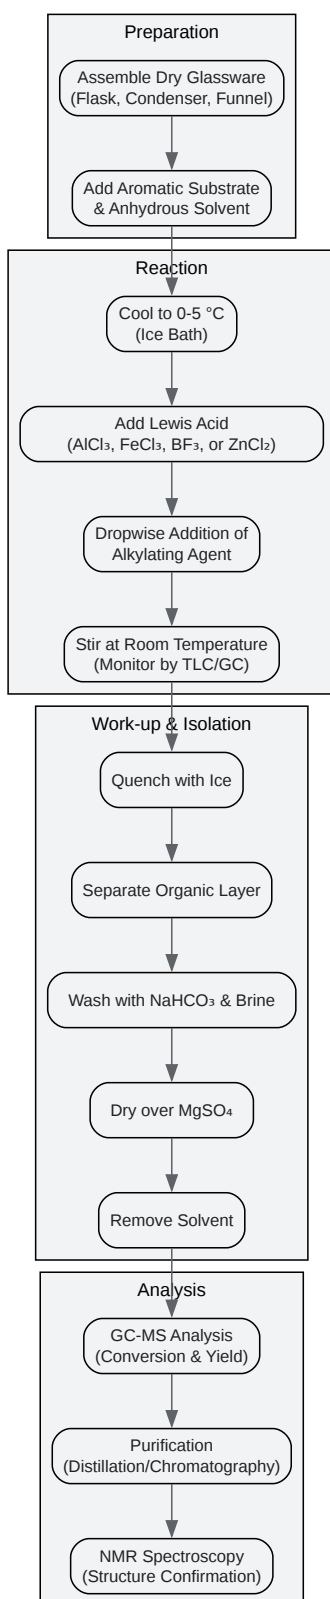 Preparation
Assemble Dry Glassware
(Flask, Condenser, Funnel)
Add Aromatic Substrate
& Anhydrous Solvent
Reaction
Cool to 0-5 °C
(Ice Bath)
Add Lewis Acid
(AlCl₃, FeCl₃, BF₃, or ZnCl₂)
Dropwise Addition of
Alkylating Agent
Stir at Room Temperature
(Monitor by TLC/GC)
Work-up & Isolation
Quench with Ice
Separate Organic Layer
Wash with NaHCO₃ & Brine
Dry over MgSO₄
Remove Solvent
Analysis
GC-MS Analysis
(Conversion & Yield)
Purification
(Distillation/Chromatography)
NMR Spectroscopy
(Structure Confirmation)